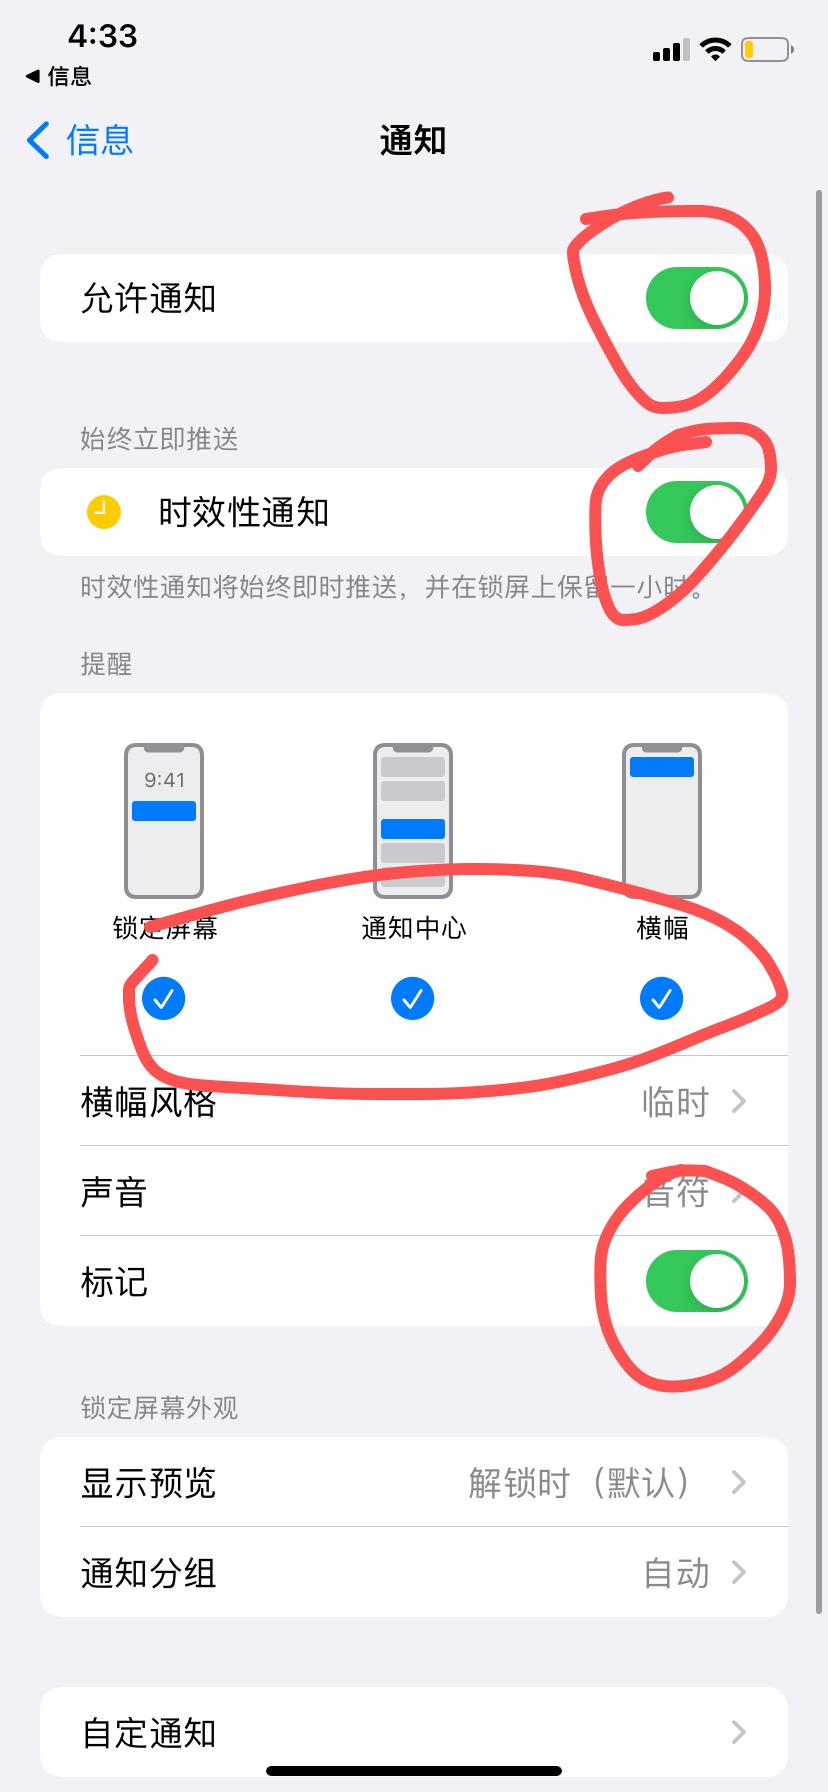 4:33
信息
信息
通知
允许通知
始终立即推送
时效性通知
时效性通知将始终即时推送，并在锁屏上保留一小时。
提醒
9:41
锁定屏幕 通知中心 横幅
横幅风格 临时
声音 音符
标记
锁定屏幕外观
显示预览 解锁时（默认）
通知分组 自动
自定通知